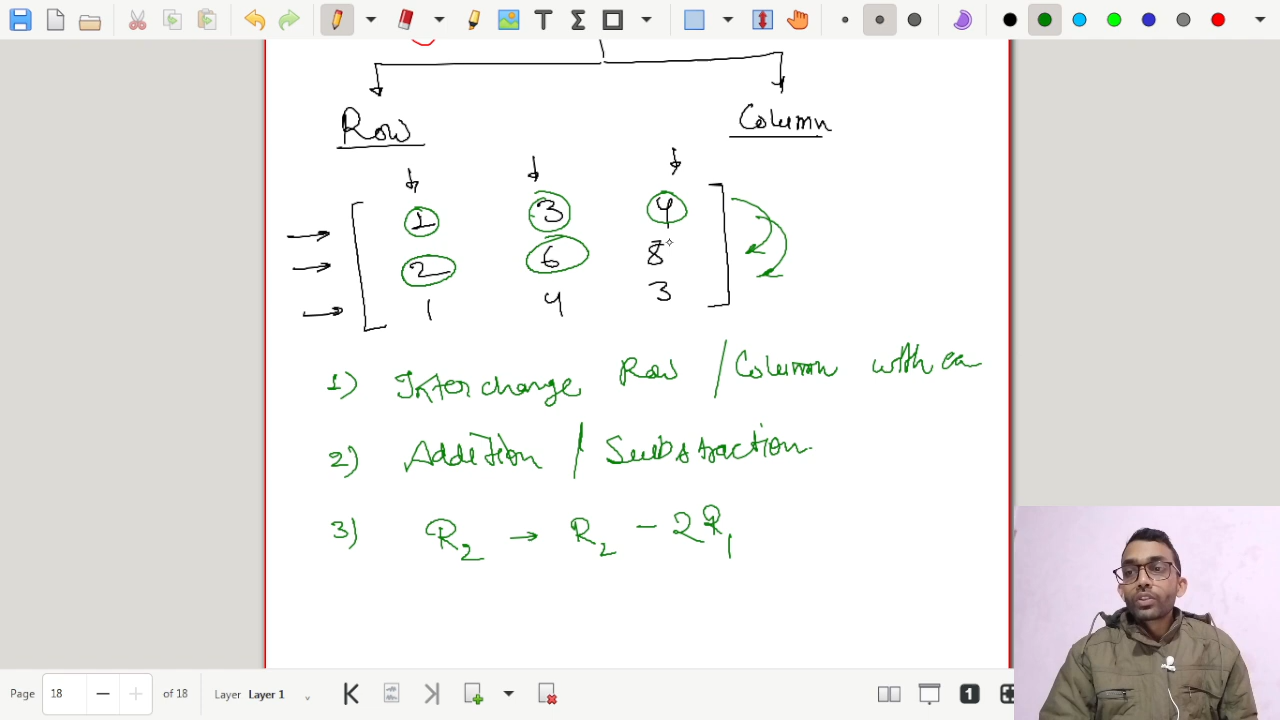 Row Column
1 3 4
2 6 8
1 4 3
1) Interchange Row / Column with ea
2) Addition / Substraction
3) R₂ → R₂ - 2R₁
Page 18 of 18 Layer Layer 1 1